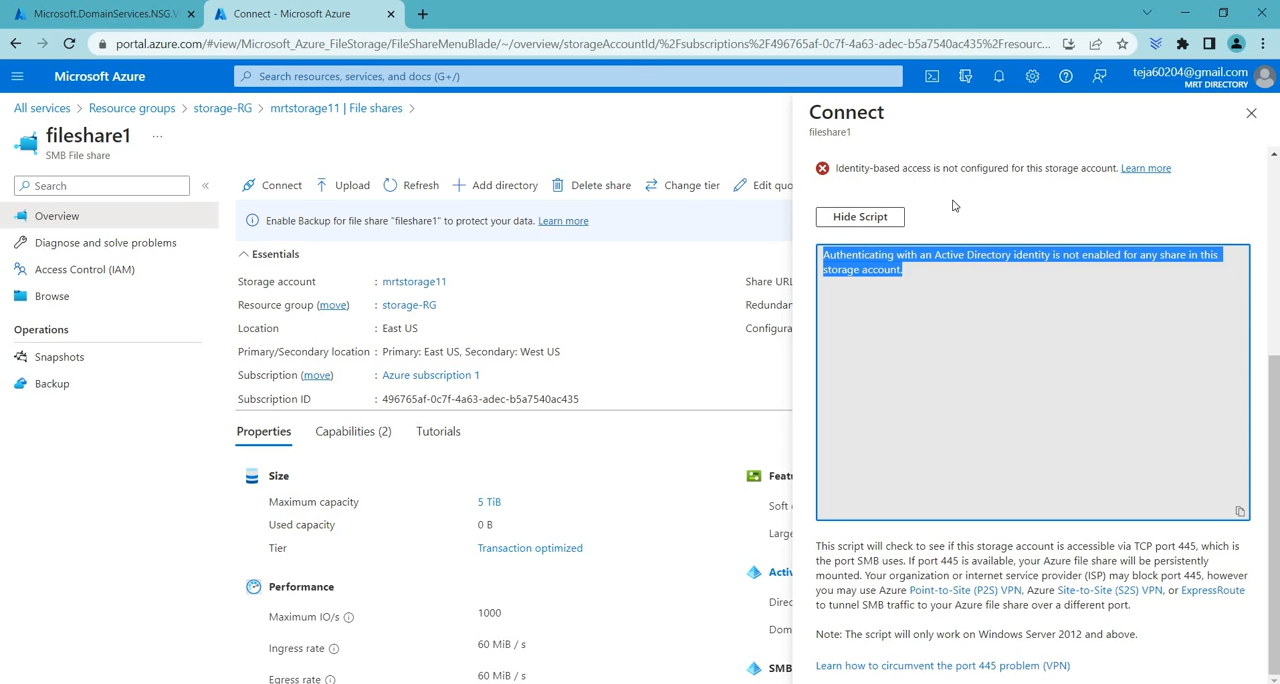 Microsoft.DomainServices.NSG.V
Connect - Microsoft Azure
portal.azure.com/#view/Microsoft_Azure_FileStorage/FileShareMenuBlade/~/overview/storageAccountId/%2Fsubscriptions%2F496765af-0c7f-4a63-adec-b5a7540ac435%2Fresourc...
Microsoft Azure
Search resources, services, and docs (G+/)
teja60204@gmail.com
MRT DIRECTORY
All services > Resource groups > storage-RG > mrtstorage11 | File shares >
fileshare1 ...
SMB File share
Search
«
Overview
Diagnose and solve problems
Access Control (IAM)
Browse
Operations
Snapshots
Backup
Connect Upload Refresh Add directory Delete share Change tier Edit quo
Enable Backup for file share "fileshare1" to protect your data. Learn more
Essentials
Storage account : mrtstorage11
Share URL
Resource group (move) : storage-RG
Redundan
Location : East US
Configura
Primary/Secondary location : Primary: East US, Secondary: West US
Subscription (move) : Azure subscription 1
Subscription ID : 496765af-0c7f-4a63-adec-b5a7540ac435
Properties Capabilities (2) Tutorials
Size
Maximum capacity 5 TiB
Used capacity 0 B
Tier Transaction optimized
Performance
Maximum IO/s 1000
Ingress rate 60 MiB / s
Egress rate 60 MiB / s
Featu
Soft
Large
Activ
Direc
Dom
SMB
Connect
fileshare1
Identity-based access is not configured for this storage account. Learn more
Hide Script
Authenticating with an Active Directory identity is not enabled for any share in this
storage account.
This script will check to see if this storage account is accessible via TCP port 445, which is
the port SMB uses. If port 445 is available, your Azure file share will be persistently
mounted. Your organization or internet service provider (ISP) may block port 445, however
you may use Azure Point-to-Site (P2S) VPN, Azure Site-to-Site (S2S) VPN, or ExpressRoute
to tunnel SMB traffic to your Azure file share over a different port.
Note: The script will only work on Windows Server 2012 and above.
Learn how to circumvent the port 445 problem (VPN)